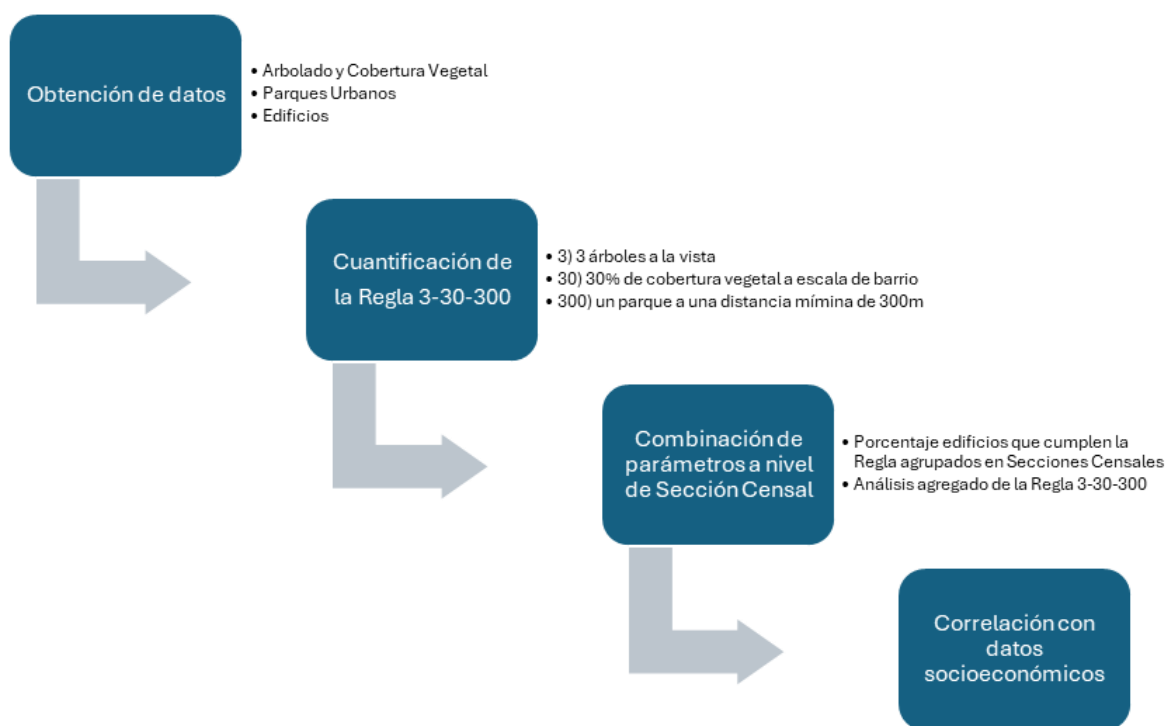 Obtención de datos
• Arbolado y Cobertura Vegetal
• Parques Urbanos
• Edificios
Cuantificación de
la Regla 3-30-300
• 3) 3 árboles a la vista
• 30) 30% de cobertura vegetal a escala de barrio
• 300) un parque a una distancia mímina de 300m
Combinación de
parámetros a nivel
de Sección Censal
• Porcentaje edificios que cumplen la
Regla agrupados en Secciones Censales
• Análisis agregado de la Regla 3-30-300
Correlación con
datos
socioeconómicos